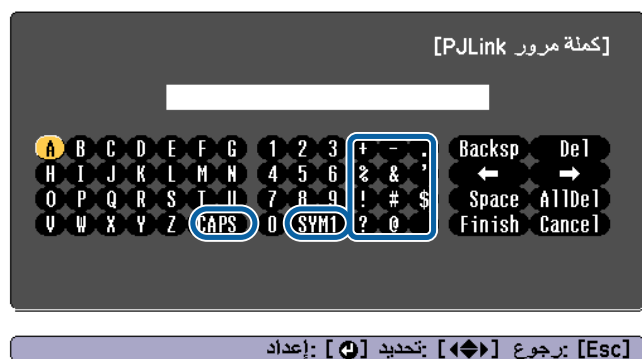 [كملة مرور PJLink]
A B C D E F G 1 2 3 + - . Backsp Del
H I J K L M N 4 5 6 % & ' ← →
O P Q R S T U 7 8 9 ! # $ Space AllDel
V W X Y Z CAPS 0 SYM1 ? @ Finish Cancel
[Esc] :رجوع [◄♦►] :تحديد [↵] :إعداد